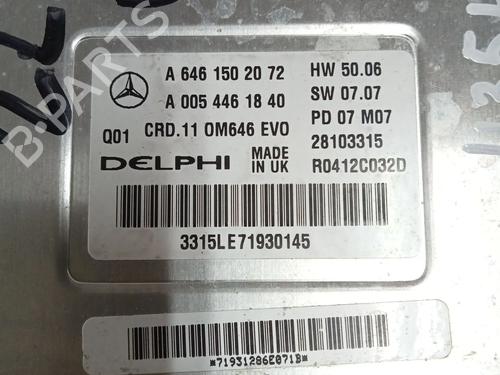 A 646 150 20 72 HW 50.06
A 005 446 18 40 SW 07.07
Q01 CRD.11 OM646 EVO PD 07 M07
28103315
DELPHI MADE IN UK R0412C032D
3315LE71930145
*71931286E071B*
B-PARTS